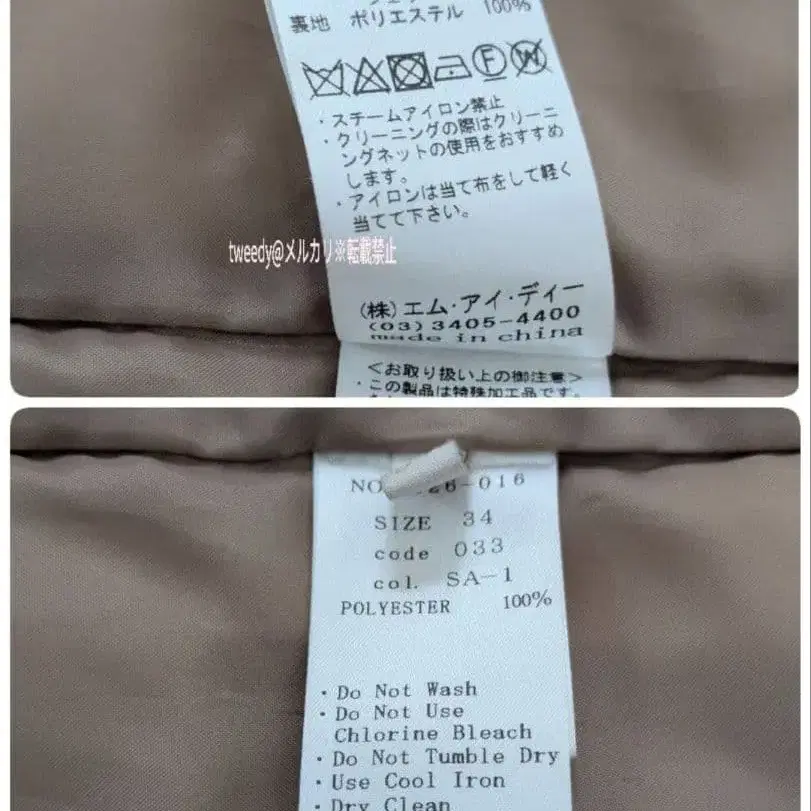 裏地 ポリエステル 100%
・スチームアイロン禁止
・クリーニングの際はクリーニ
ングネットの使用をおすすめ
します。
・アイロンは当て布をして軽く
当てて下さい。
tweedy@メルカリ※転載禁止
(株)エム・アイ・ディー
(03)3405-4400
made in china
<お取り扱い上の御注意>
・この製品は特殊加工品です。
NO 26-016
SIZE 34
code 033
col. SA-1
POLYESTER 100%
・Do Not Wash
・Do Not Use
Chlorine Bleach
・Do Not Tumble Dry
・Use Cool Iron
・Dry Clean